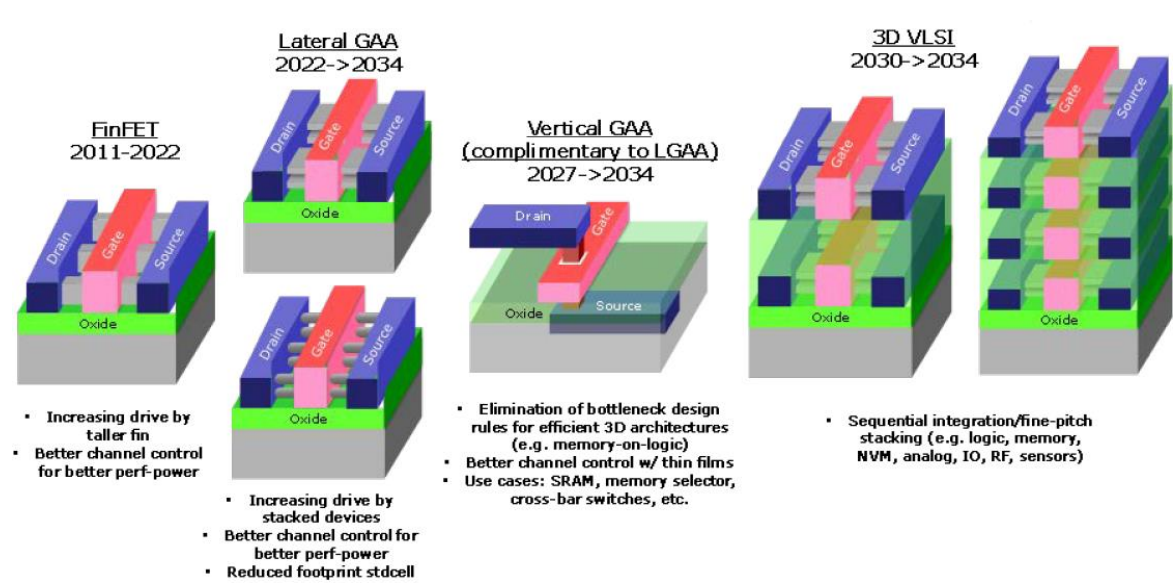 FinFET
2011-2022
Drain
Gate
Source
Oxide
▪ Increasing drive by
taller fin
▪ Better channel control
for better perf-power
Lateral GAA
2022->2034
Drain
Gate
Source
Oxide
Drain
Gate
Source
Oxide
▪ Increasing drive by
stacked devices
▪ Better channel control for
better perf-power
▪ Reduced footprint stdcell
Vertical GAA
(complimentary to LGAA)
2027->2034
Drain
Gate
Oxide
Source
▪ Elimination of bottleneck design
rules for efficient 3D architectures
(e.g. memory-on-logic)
▪ Better channel control w/ thin films
▪ Use cases: SRAM, memory selector,
cross-bar switches, etc.
3D VLSI
2030->2034
Drain
Gate
Source
Oxide
Drain
Gate
Source
Oxide
▪ Sequential integration/fine-pitch
stacking (e.g. logic, memory,
NVM, analog, IO, RF, sensors)